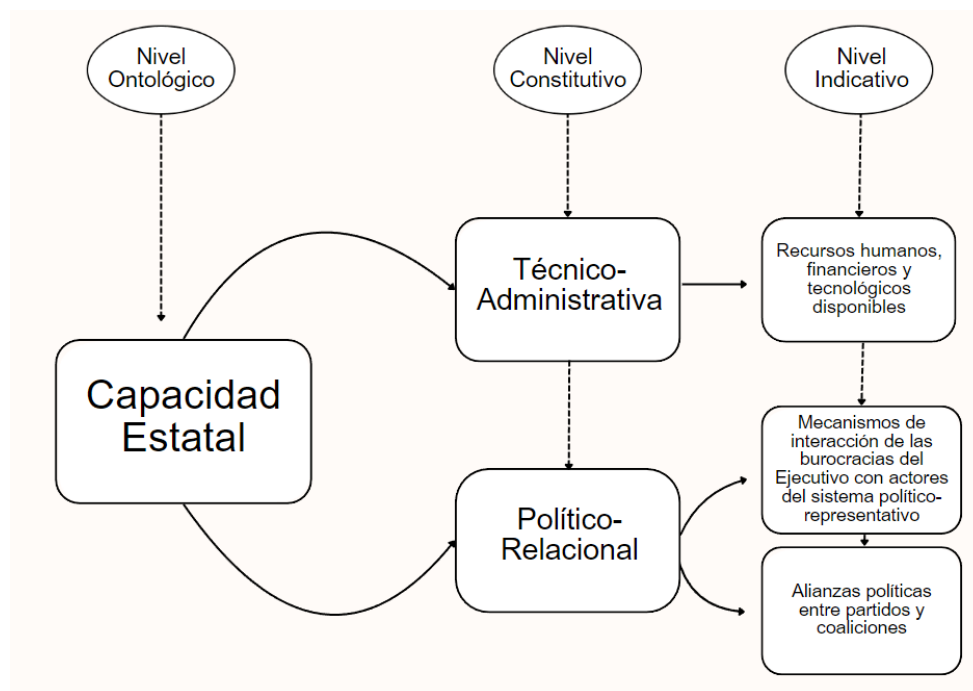 Nivel
Ontológico
Nivel
Constitutivo
Nivel
Indicativo
Capacidad
Estatal
Técnico-
Administrativa
Político-
Relacional
Recursos humanos,
financieros y
tecnológicos
disponibles
Mecanismos de
interacción de las
burocracias del
Ejecutivo con actores
del sistema político-
representativo
Alianzas políticas
entre partidos y
coaliciones